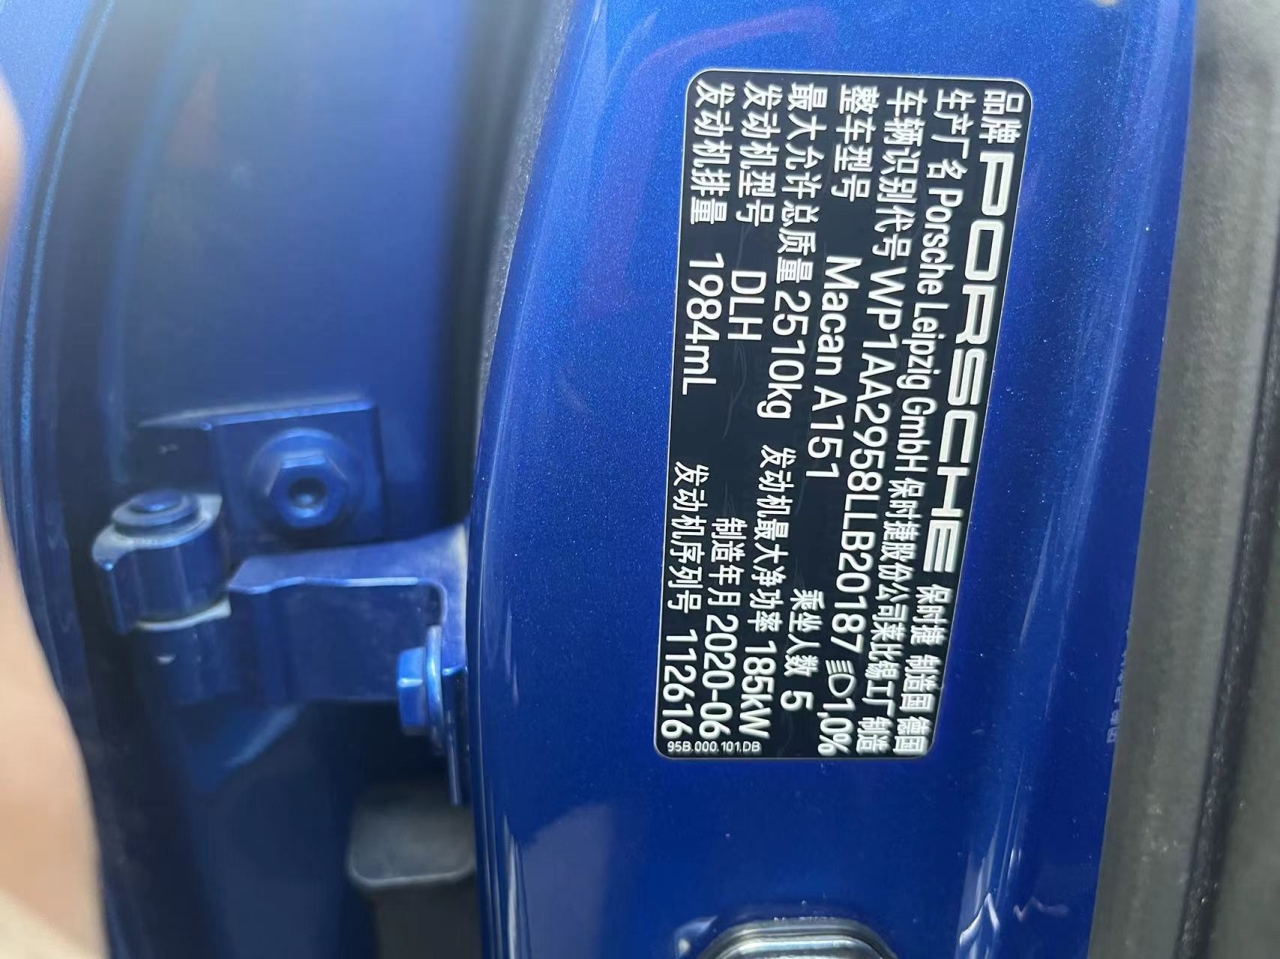 品牌 PORSCHE 保时捷 制造国 德国
生产厂名 Porsche Leipzig GmbH 保时捷股份公司莱比锡工厂 制造
车辆识别代号 WP1AA2958LLB20187 1,0%
整车型号 Macan A151 乘坐人数 5
最大允许总质量 2510kg 发动机最大净功率 185kW
发动机型号 DLH 制造年月 2020-06
发动机排量 1984mL 发动机序列号 112616
95B.000.101.DB